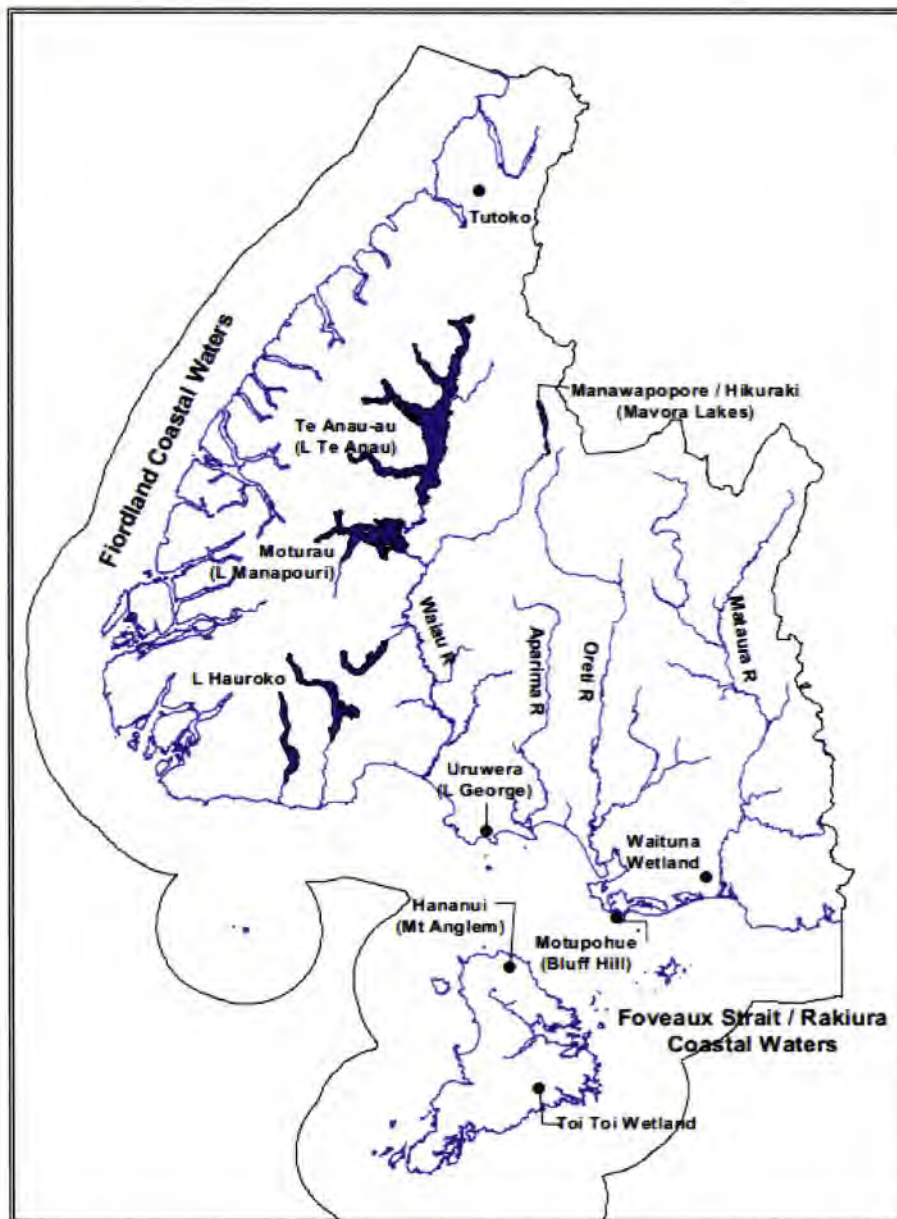 Tutoko
Fiordland Coastal Waters
Manawapopore / Hikuraki
(Mavora Lakes)
Te Anau-au
(L Te Anau)
Moturau
(L Manapouri)
Waiau R
Aparima R
Oreti R
Mataura R
L Hauroko
Uruwera
(L George)
Waituna
Wetland
Hananui
(Mt Anglem)
Motupohue
(Bluff Hill)
Foveaux Strait / Rakiura
Coastal Waters
Toi Toi Wetland